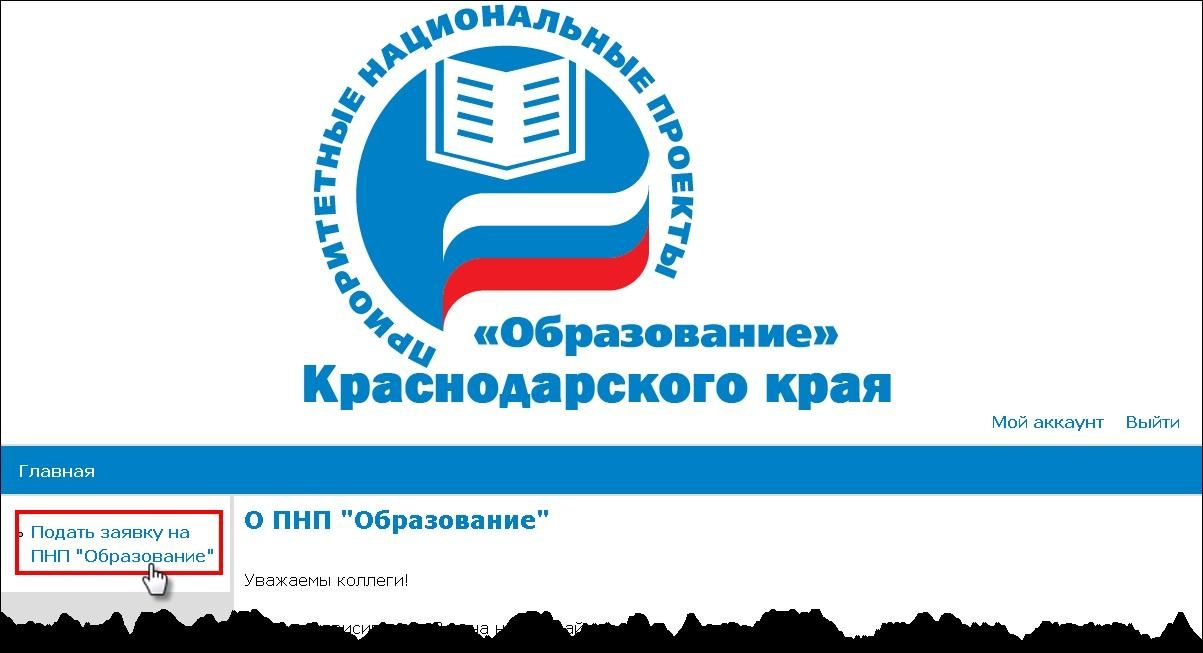 ПРИОРИТЕТНЫЕ НАЦИОНАЛЬНЫЕ ПРОЕКТЫ
«Образование»
Краснодарского края
Мой аккаунт Выйти
Главная
Подать заявку на
ПНП "Образование"
О ПНП "Образование"
Уважаемы коллеги!